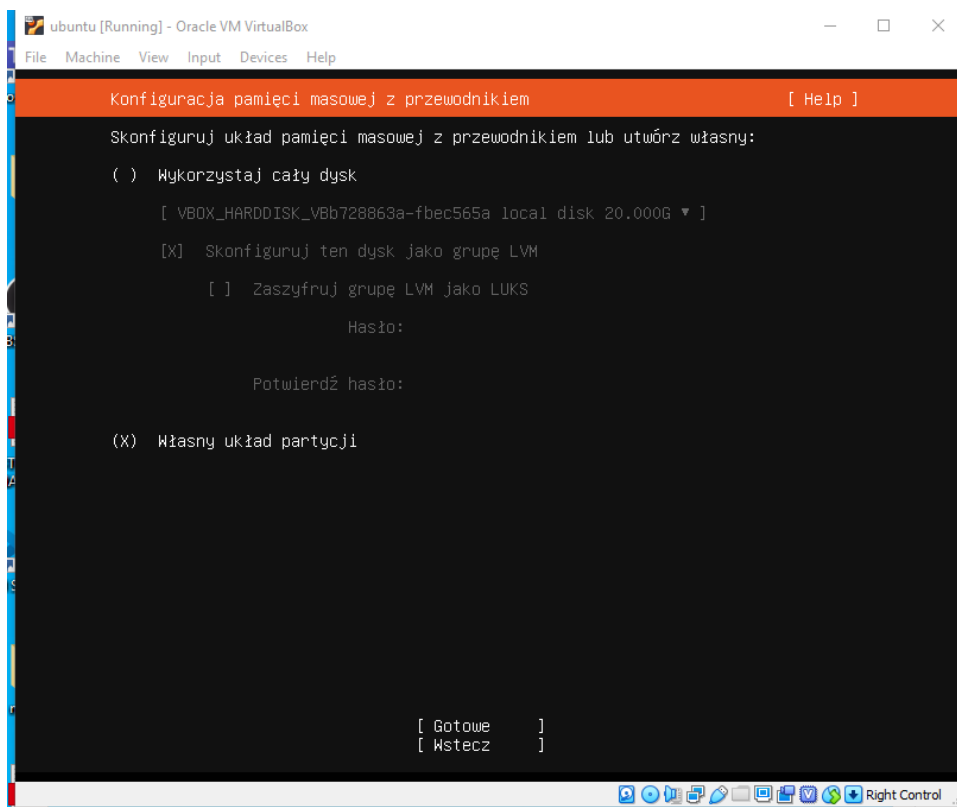 ubuntu [Running] - Oracle VM VirtualBox
File Machine View Input Devices Help
Konfiguracja pamięci masowej z przewodnikiem [ Help ]
Skonfiguruj układ pamięci masowej z przewodnikiem lub utwórz własny:
( ) Wykorzystaj cały dysk
[ VBOX_HARDDISK_VBb728863a-fbec565a local disk 20.000G ▾ ]
[X] Skonfiguruj ten dysk jako grupę LVM
[ ] Zaszyfruj grupę LVM jako LUKS
Hasło:
Potwierdź hasło:
(X) Własny układ partycji
[ Gotowe ]
[ Wstecz ]
Right Control